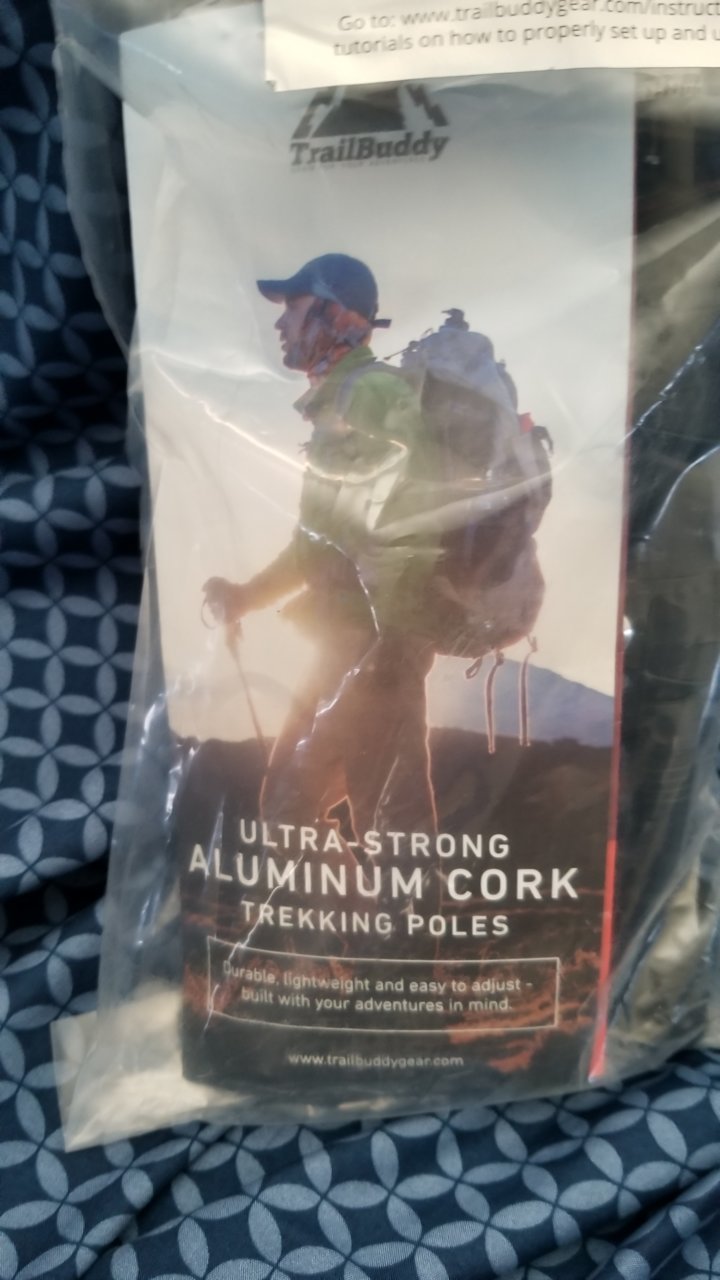 Go to: www.trailbuddygear.com/instruct
tutorials on how to properly set up and u
TrailBuddy
ULTRA-STRONG
ALUMINUM CORK
TREKKING POLES
Durable, lightweight and easy to adjust -
built with your adventures in mind.
www.trailbuddygear.com